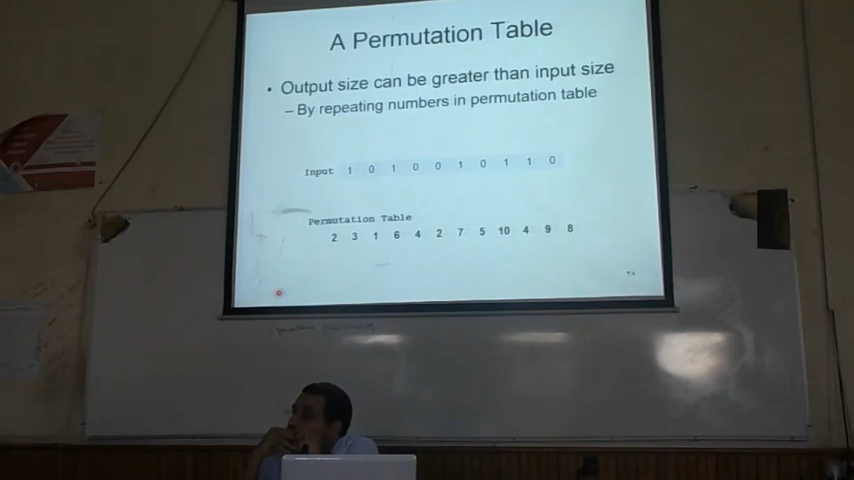 A Permutation Table
• Output size can be greater than input size
– By repeating numbers in permutation table
Input 1 0 1 0 0 1 0 1 1 0
Permutation Table
2 3 1 6 4 2 7 5 10 4 9 8
٣٨